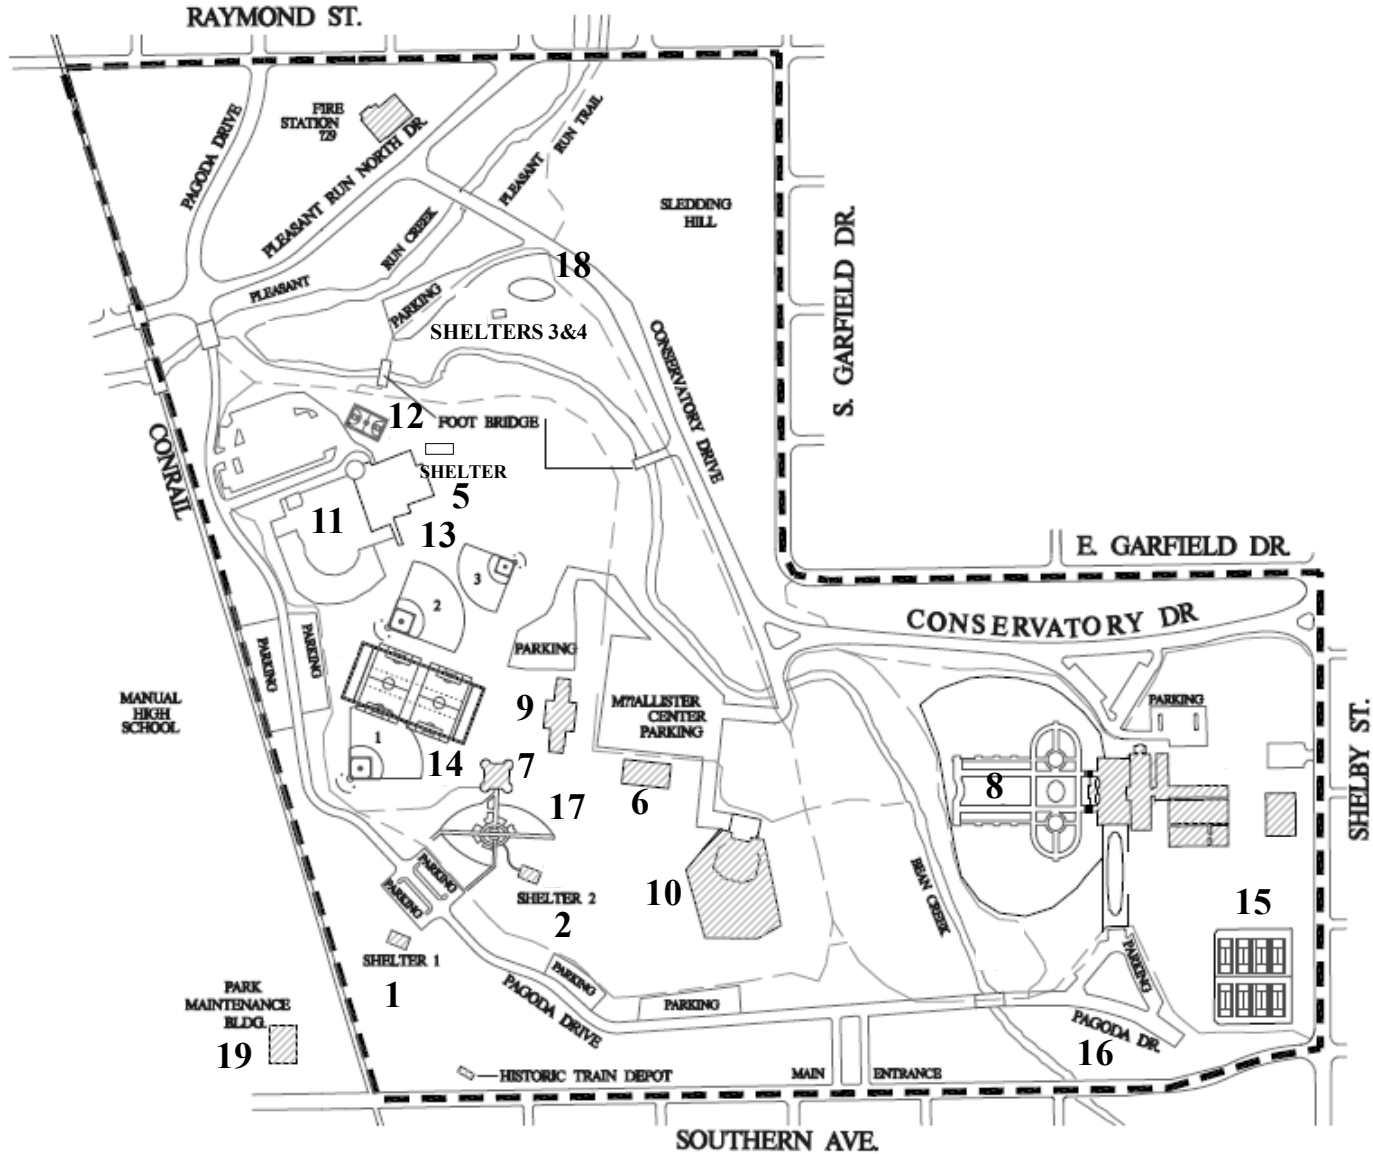 RAYMOND ST.
FIRE
STATION
?29
PAGODA DRIVE
PLEASANT RUN NORTH DR.
PLEASANT RUN TRAIL
SLEDDING
HILL
S. GARFIELD DR.
PLEASANT RUN CREEK
18
PARKING
SHELTERS 3&4
CONSERVATORY DRIVE
12
FOOT BRIDGE
CONRAIL
SHELTER
5
11
13
3
2
E. GARFIELD DR.
CONSERVATORY DR
PARKING
PARKING
PARKING
MANUAL
HIGH
SCHOOL
9
M??ALLISTER
CENTER
PARKING
PARKING
SHELBY ST.
1
14
7
6
8
17
PARKING
PARKING
SHELTER 2
2
10
BEAN CREEK
15
SHELTER 1
1
PARKING
PARKING
PARKING
PAGODA DRIVE
PARK
MAINTENANCE
BLDG.
19
PAGODA DR.
16
HISTORIC TRAIN DEPOT
MAIN ENTRANCE
SOUTHERN AVE.